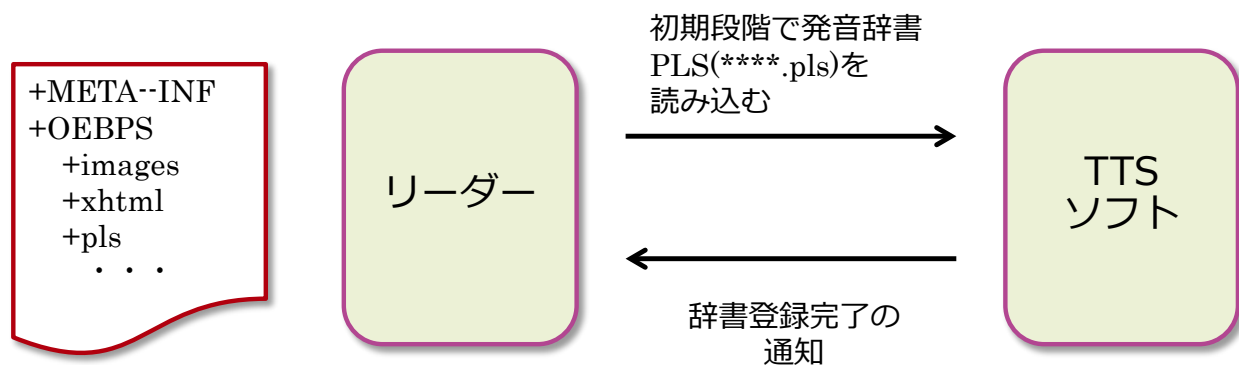 +META--INF
+OEBPS
+images
+xhtml
+pls
・・・
リーダー
初期段階で発音辞書
PLS(****.pls)を
読み込む
辞書登録完了の
通知
TTS
ソフト